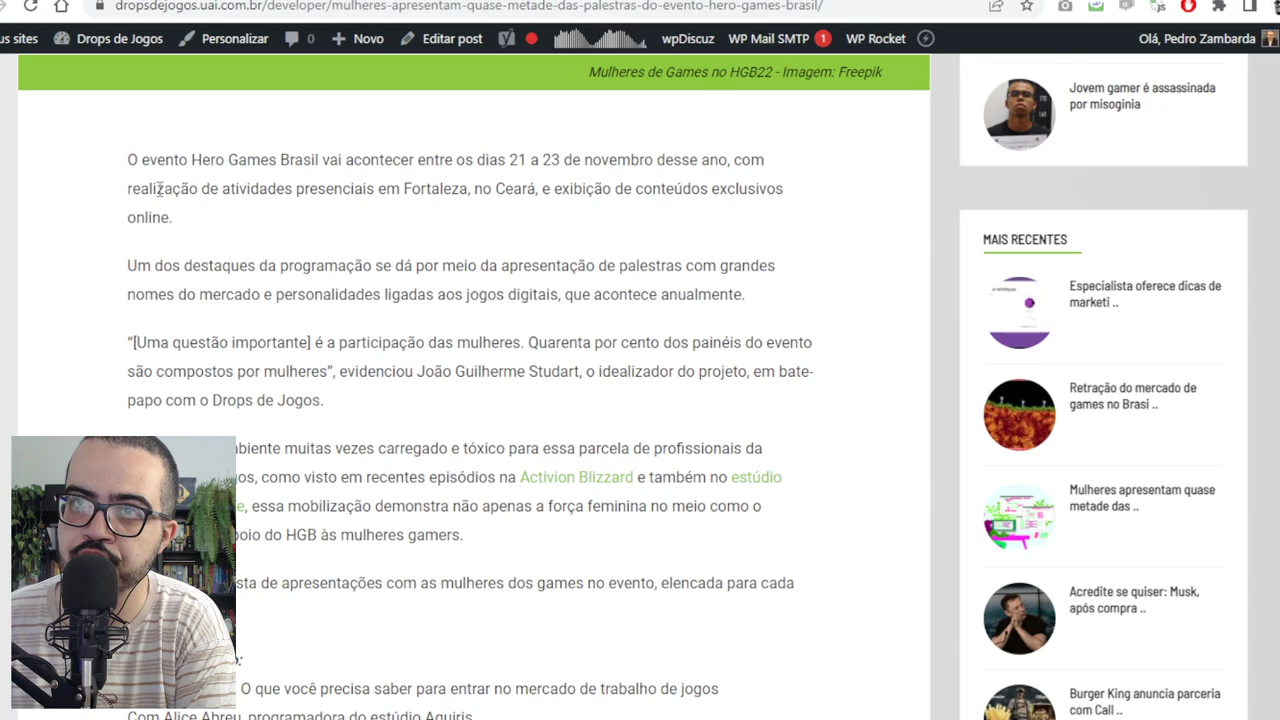 dropsdejogos.uai.com.br/developer/mulheres-apresentam-quase-metade-das-palestras-do-evento-hero-games-brasil/
us sites Drops de Jogos Personalizar 0 Novo Editar post wpDiscuz WP Mail SMTP 1 WP Rocket Olá, Pedro Zambarda
Mulheres de Games no HGB22 - Imagem: Freepik
O evento Hero Games Brasil vai acontecer entre os dias 21 a 23 de novembro desse ano, com
realização de atividades presenciais em Fortaleza, no Ceará, e exibição de conteúdos exclusivos
online.
Um dos destaques da programação se dá por meio da apresentação de palestras com grandes
nomes do mercado e personalidades ligadas aos jogos digitais, que acontece anualmente.
“[Uma questão importante] é a participação das mulheres. Quarenta por cento dos painéis do evento
são compostos por mulheres”, evidenciou João Guilherme Studart, o idealizador do projeto, em bate-
papo com o Drops de Jogos.
biente muitas vezes carregado e tóxico para essa parcela de profissionais da
os, como visto em recentes episódios na Activion Blizzard e também no estúdio
e, essa mobilização demonstra não apenas a força feminina no meio como o
poio do HGB às mulheres gamers.
sta de apresentações com as mulheres dos games no evento, elencada para cada
o:
O que você precisa saber para entrar no mercado de trabalho de jogos
Com Alice Abreu, programadora do estúdio Aquiris
Jovem gamer é assassinada
por misoginia
MAIS RECENTES
Especialista oferece dicas de
marketi ..
Retração do mercado de
games no Brasi ..
Mulheres apresentam quase
metade das ..
Acredite se quiser: Musk,
após compra ..
Burger King anuncia parceria
com Call ..